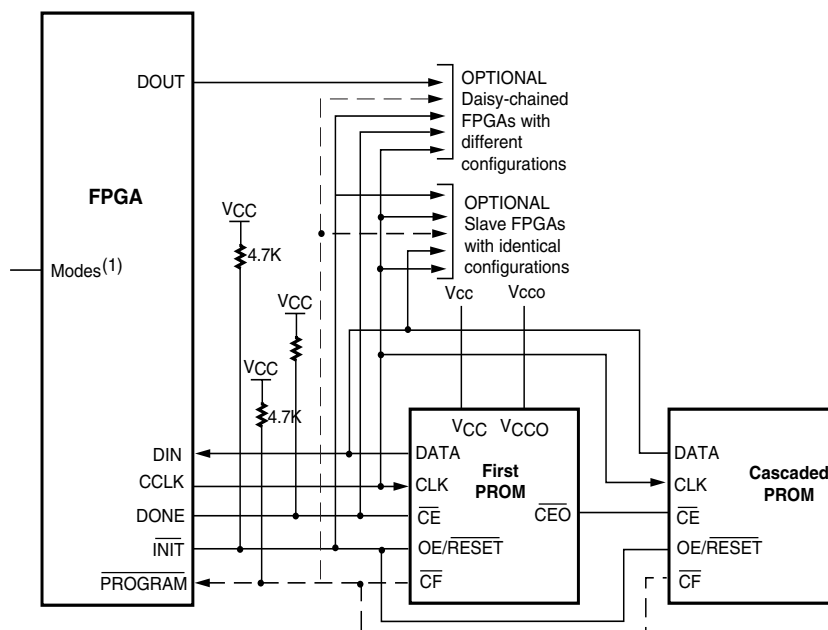 DOUT
OPTIONAL
Daisy-chained
FPGAs with
different
configurations
FPGA
OPTIONAL
Slave FPGAs
with identical
configurations
VCC
4.7K
Modes(1)
Vcc
Vcco
VCC
VCC
4.7K
VCC
VCCO
DIN
DATA
First
PROM
DATA
Cascaded
PROM
CCLK
CLK
CLK
DONE
CE
CEO
CE
INIT
OE/RESET
OE/RESET
PROGRAM
CF
CF